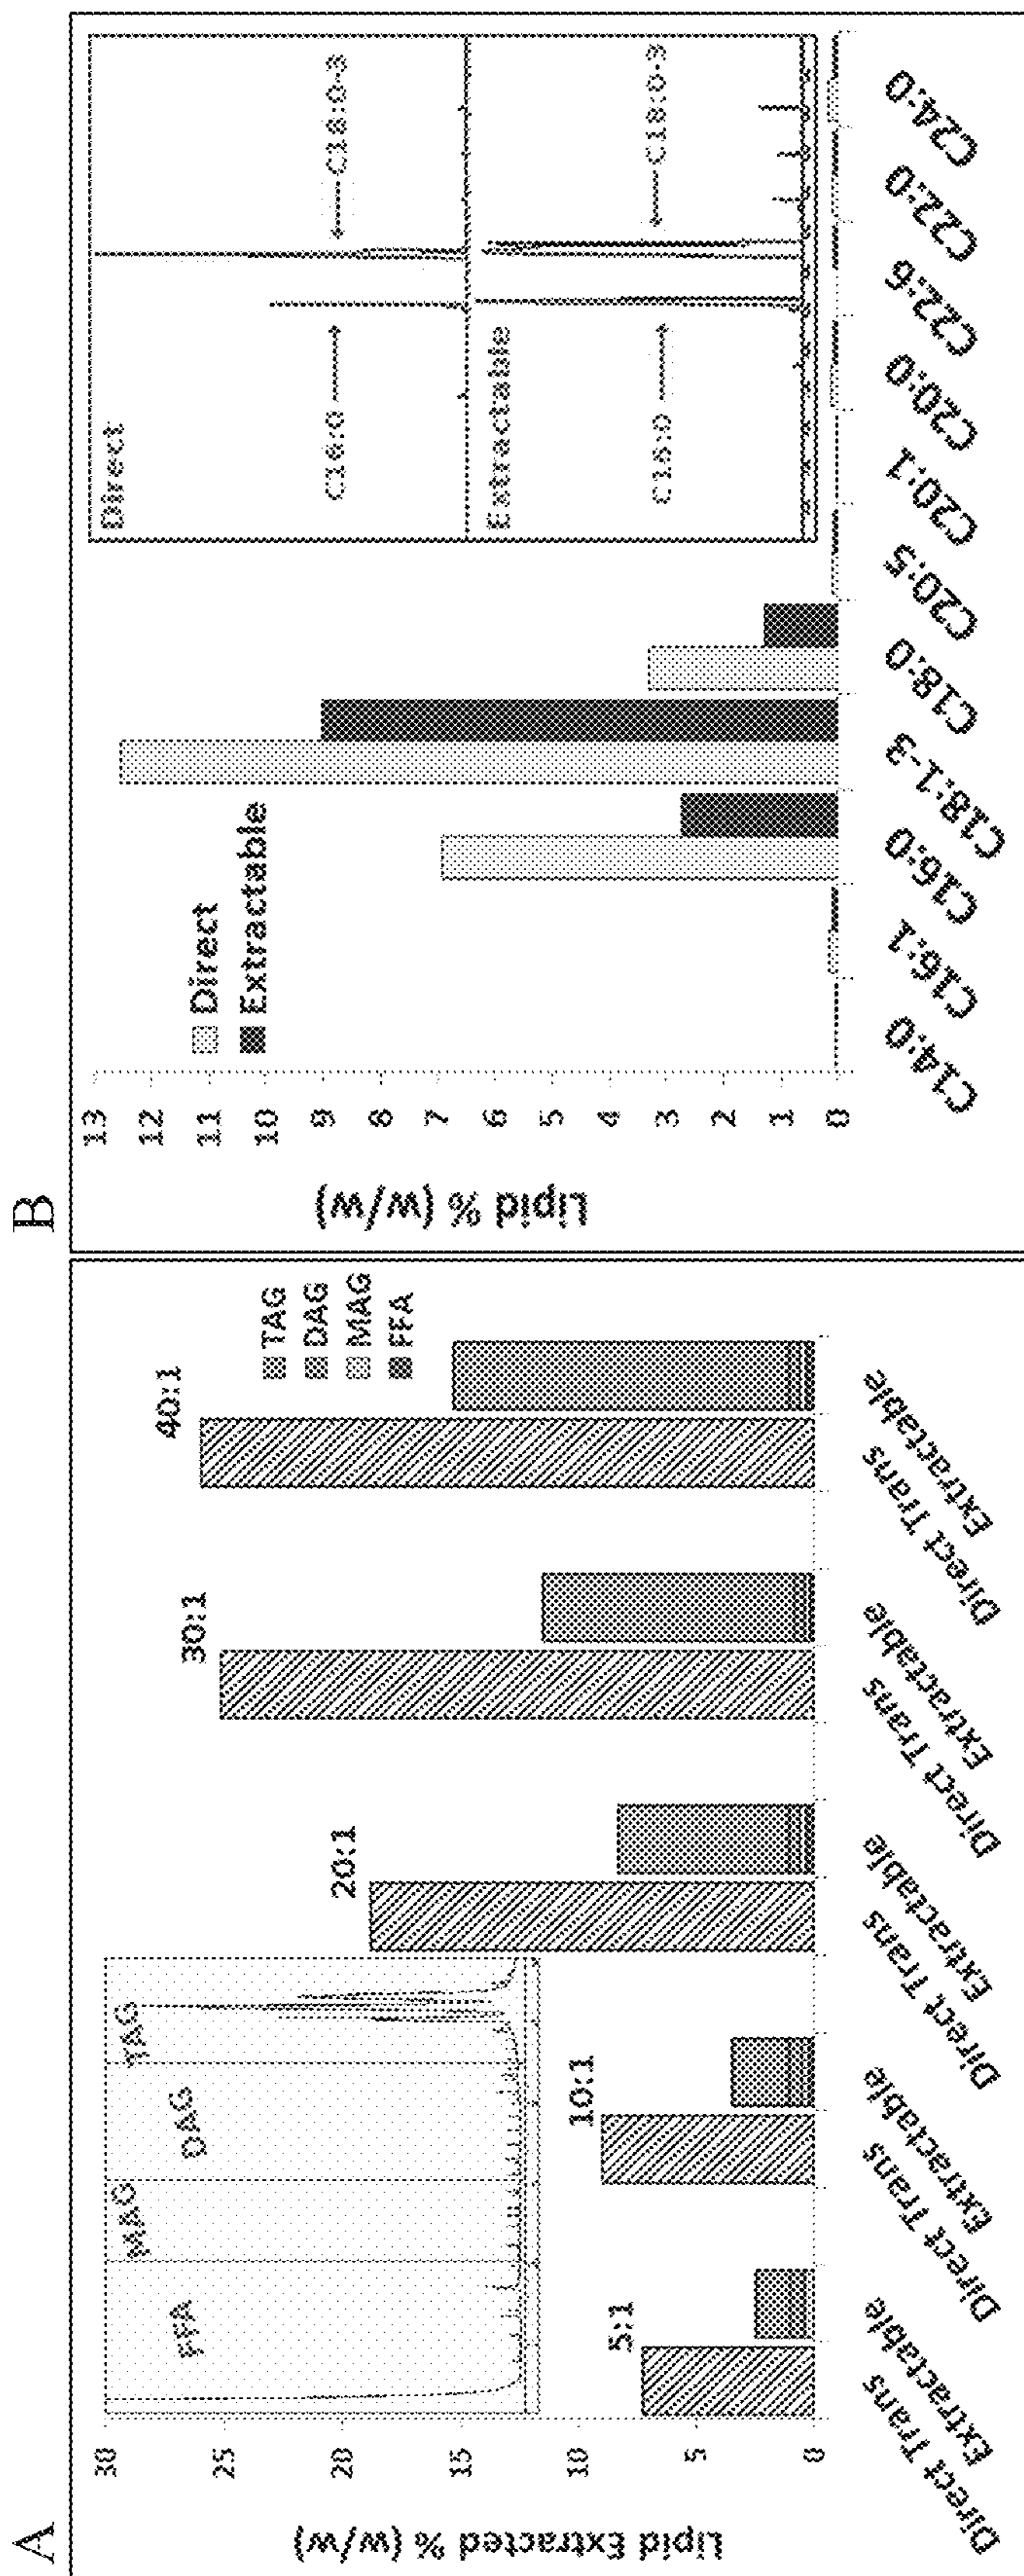 A
Lipid Extracted % (w/w)
30
25
20
15
10
5
0
FFA
MAG
DAG
TAG
5:1
10:1
20:1
30:1
40:1
TAG
DAG
MAG
FFA
Direct Trans
Extractable
Direct Trans
Extractable
Direct Trans
Extractable
Direct Trans
Extractable
Direct Trans
Extractable
B
Lipid % (w/w)
13
12
11
10
9
8
7
6
5
4
3
2
1
0
Direct
Extractable
Direct
C16:0
C18:0-3
Extractable
C16:0
C18:0-3
C14:0
C16:1
C16:0
C18:1-3
C18:0
C20:5
C20:1
C20:0
C22:6
C22:0
C24:0